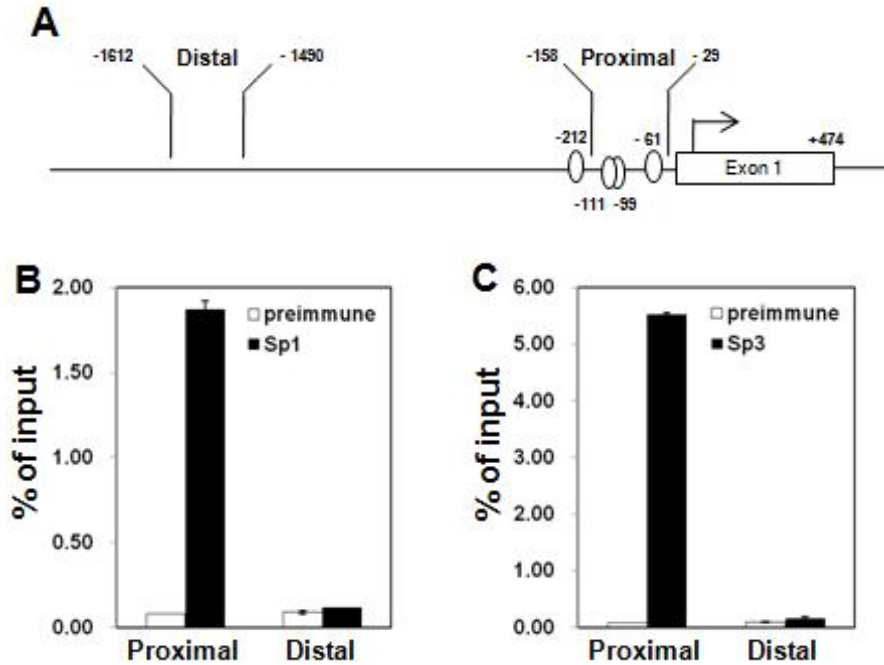 A
-1612 Distal - 1490
-158 Proximal - 29
-212 - 61 +474
Exon 1
-111 -99
B
2.00
1.50
1.00
0.50
0.00
% of input
preimmune
Sp1
Proximal Distal
C
6.00
5.00
4.00
3.00
2.00
1.00
0.00
% of input
preimmune
Sp3
Proximal Distal